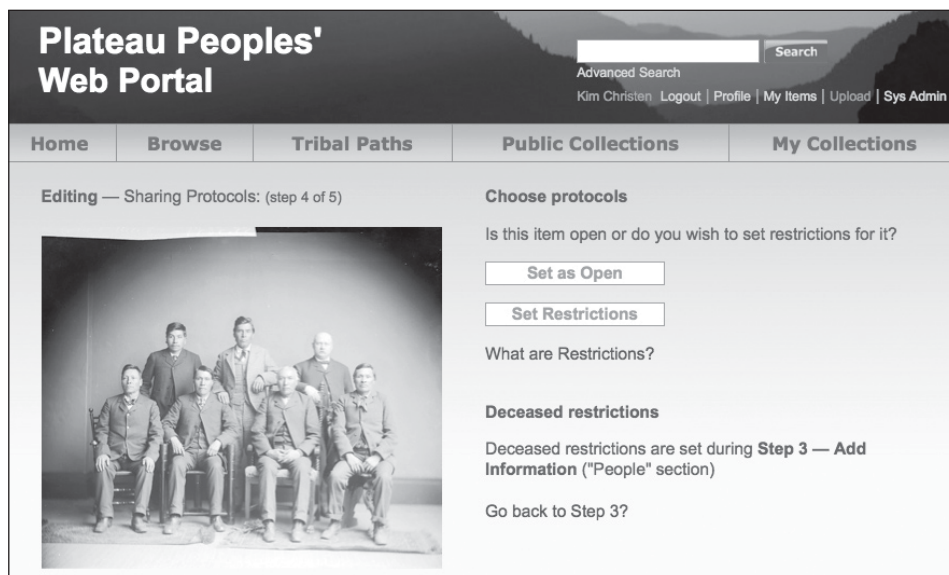 Plateau Peoples'
Web Portal
Search
Advanced Search
Kim Christen Logout | Profile | My Items | Upload | Sys Admin
Home Browse Tribal Paths Public Collections My Collections
Editing — Sharing Protocols: (step 4 of 5)
Choose protocols
Is this item open or do you wish to set restrictions for it?
Set as Open
Set Restrictions
What are Restrictions?
Deceased restrictions
Deceased restrictions are set during Step 3 — Add
Information ("People" section)
Go back to Step 3?